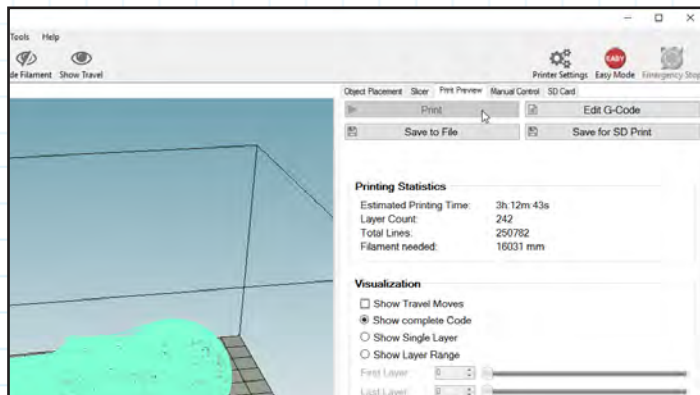 Tools Help
de Filament Show Travel
Printer Settings Easy Mode Emergency Stop
EASY
Object Placement Slicer Print Preview Manual Control SD Card
Print Edit G-Code
Save to File Save for SD Print
Printing Statistics
Estimated Printing Time: 3h:12m:43s
Layer Count: 242
Total Lines: 250782
Filament needed: 16031 mm
Visualization
Show Travel Moves
Show complete Code
Show Single Layer
Show Layer Range
First Layer: 0
Last Layer: 0